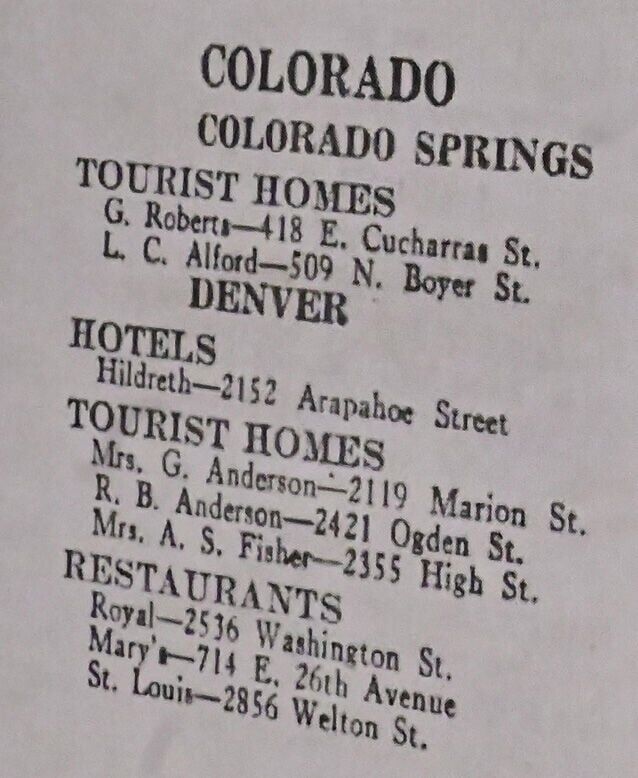 COLORADO
COLORADO SPRINGS
TOURIST HOMES
G. Roberts—418 E. Cucharras St.
L. C. Alford—509 N. Boyer St.
DENVER
HOTELS
Hildreth—2152 Arapahoe Street
TOURIST HOMES
Mrs. G. Anderson—2119 Marion St.
R. B. Anderson—2421 Ogden St.
Mrs. A. S. Fisher—2355 High St.
RESTAURANTS
Royal—2536 Washington St.
Mary's—714 E. 26th Avenue
St. Louis—2856 Welton St.